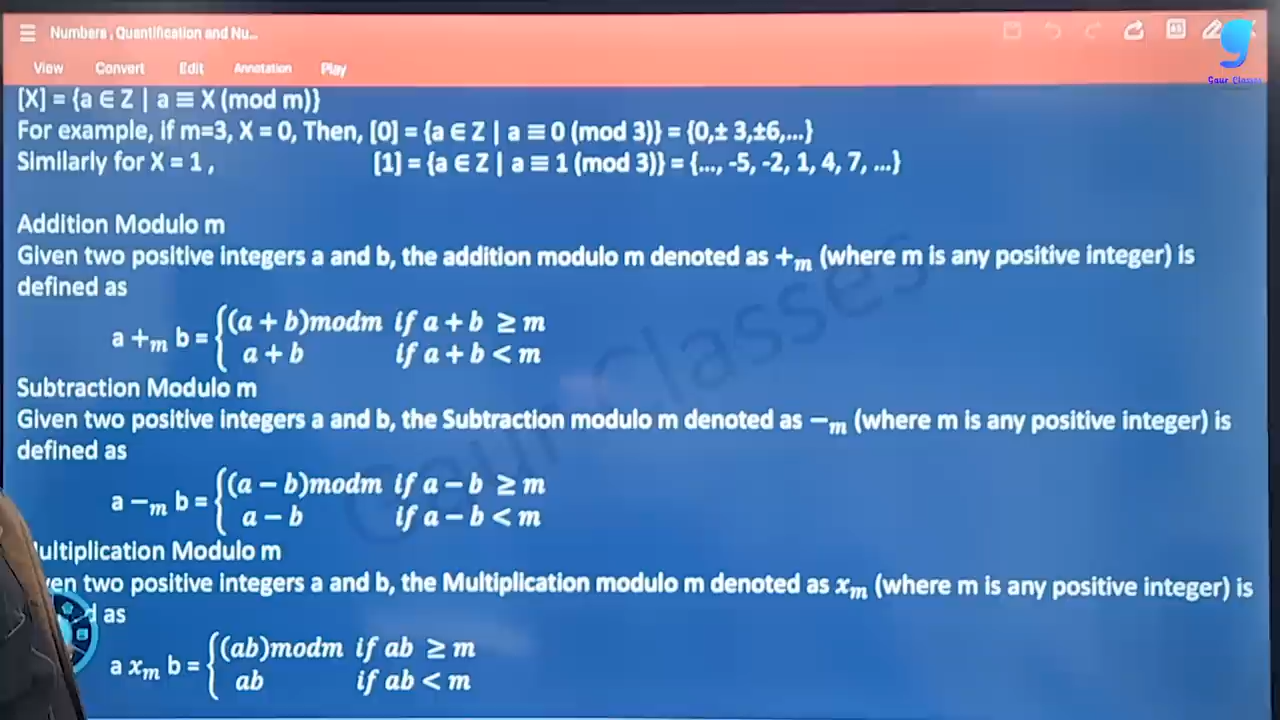 Numbers , Quantification and Nu...
View Convert Edit Annotation Play
Gaur Classes
[X] = {a ∈ Z | a ≡ X (mod m)}
For example, if m=3, X = 0, Then, [0] = {a ∈ Z | a ≡ 0 (mod 3)} = {0,± 3,±6,...}
Similarly for X = 1 , [1] = {a ∈ Z | a ≡ 1 (mod 3)} = {..., -5, -2, 1, 4, 7, ...}
Addition Modulo m
Given two positive integers a and b, the addition modulo m denoted as +m (where m is any positive integer) is
defined as
a +m b = { (a + b)modm if a + b ≥ m
a + b if a + b < m
Subtraction Modulo m
Given two positive integers a and b, the Subtraction modulo m denoted as −m (where m is any positive integer) is
defined as
a −m b = { (a − b)modm if a − b ≥ m
a − b if a − b < m
ultiplication Modulo m
en two positive integers a and b, the Multiplication modulo m denoted as xm (where m is any positive integer) is
d as
a xm b = { (ab)modm if ab ≥ m
ab if ab < m
Gaur Classes